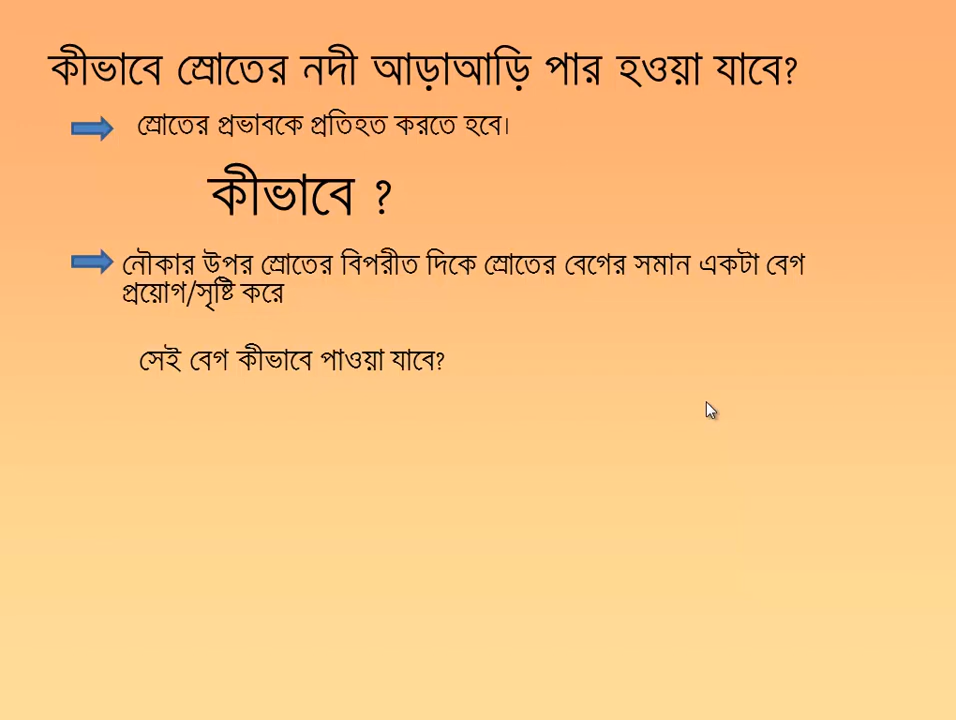 কীভাবে স্রোতের নদী আড়াআড়ি পার হওয়া যাবে?
স্রোতের প্রভাবকে প্রতিহত করতে হবে।
কীভাবে ?
নৌকার উপর স্রোতের বিপরীত দিকে স্রোতের বেগের সমান একটা বেগ
প্রয়োগ/সৃষ্টি করে
সেই বেগ কীভাবে পাওয়া যাবে?